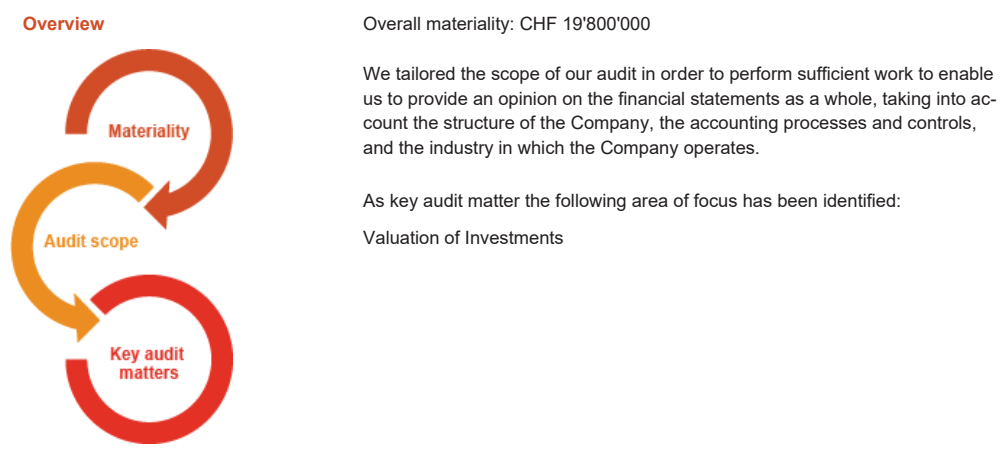 Overview
Materiality
Audit scope
Key audit
matters
Overall materiality: CHF 19'800'000
We tailored the scope of our audit in order to perform sufficient work to enable
us to provide an opinion on the financial statements as a whole, taking into ac-
count the structure of the Company, the accounting processes and controls,
and the industry in which the Company operates.
As key audit matter the following area of focus has been identified:
Valuation of Investments